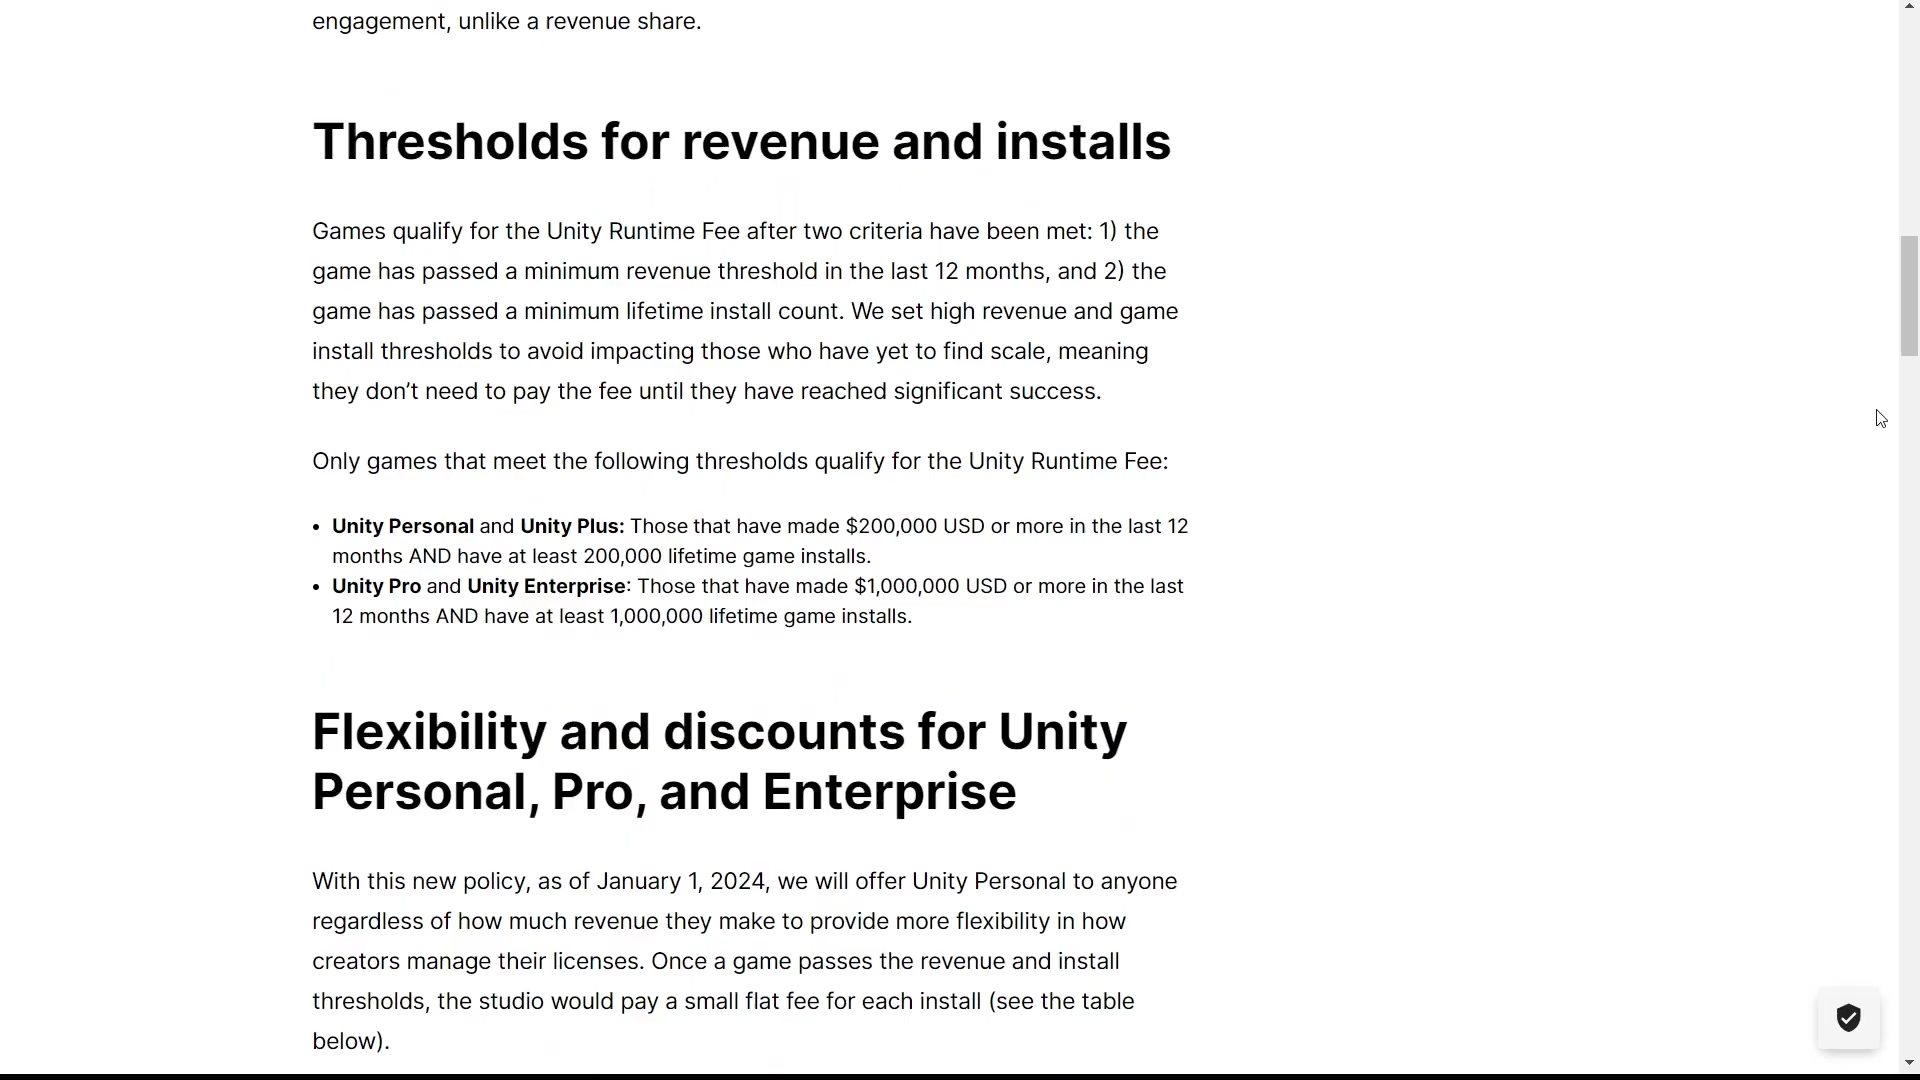 engagement, unlike a revenue share.
Thresholds for revenue and installs
Games qualify for the Unity Runtime Fee after two criteria have been met: 1) the
game has passed a minimum revenue threshold in the last 12 months, and 2) the
game has passed a minimum lifetime install count. We set high revenue and game
install thresholds to avoid impacting those who have yet to find scale, meaning
they don’t need to pay the fee until they have reached significant success.
Only games that meet the following thresholds qualify for the Unity Runtime Fee:
• Unity Personal and Unity Plus: Those that have made $200,000 USD or more in the last 12
months AND have at least 200,000 lifetime game installs.
• Unity Pro and Unity Enterprise: Those that have made $1,000,000 USD or more in the last
12 months AND have at least 1,000,000 lifetime game installs.
Flexibility and discounts for Unity
Personal, Pro, and Enterprise
With this new policy, as of January 1, 2024, we will offer Unity Personal to anyone
regardless of how much revenue they make to provide more flexibility in how
creators manage their licenses. Once a game passes the revenue and install
thresholds, the studio would pay a small flat fee for each install (see the table
below).